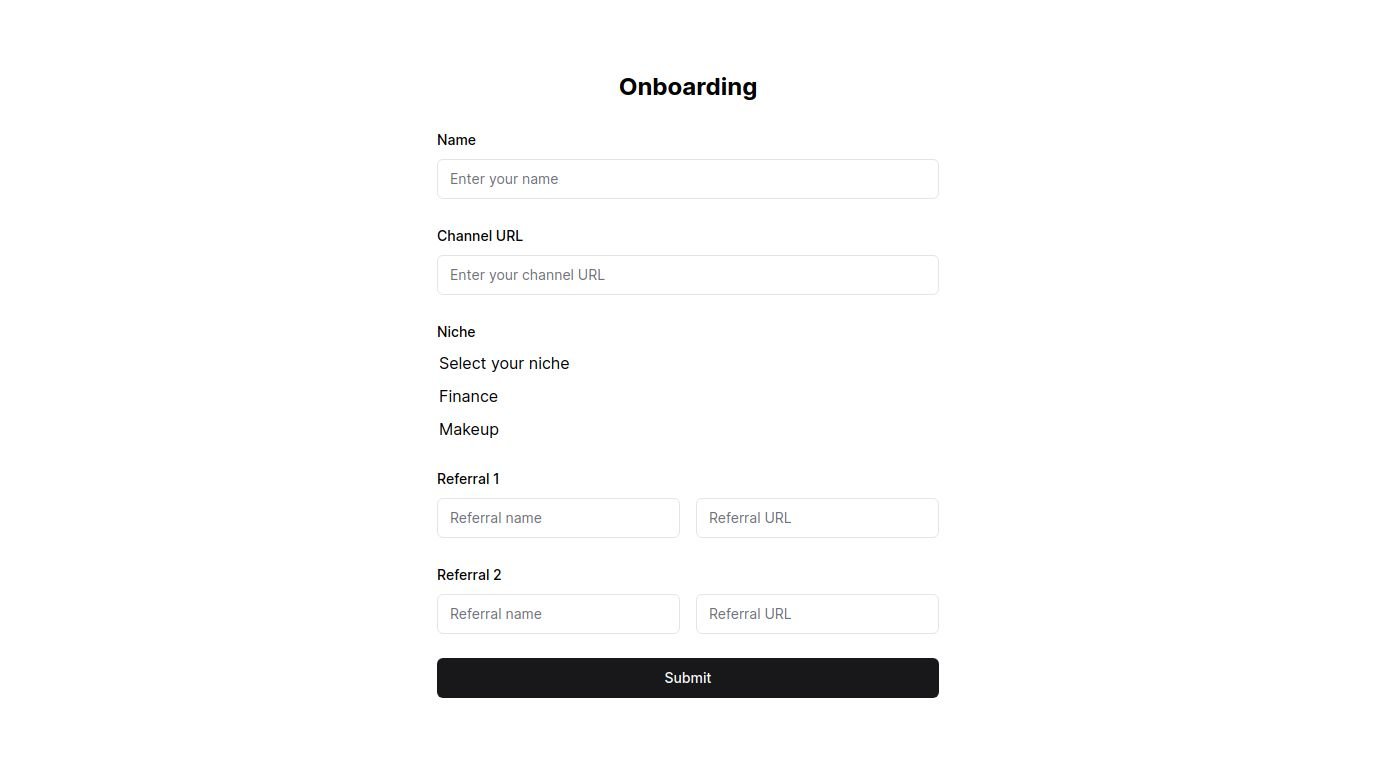 Onboarding
Name
Enter your name
Channel URL
Enter your channel URL
Niche
Select your niche
Finance
Makeup
Referral 1
Referral name Referral URL
Referral 2
Referral name Referral URL
Submit